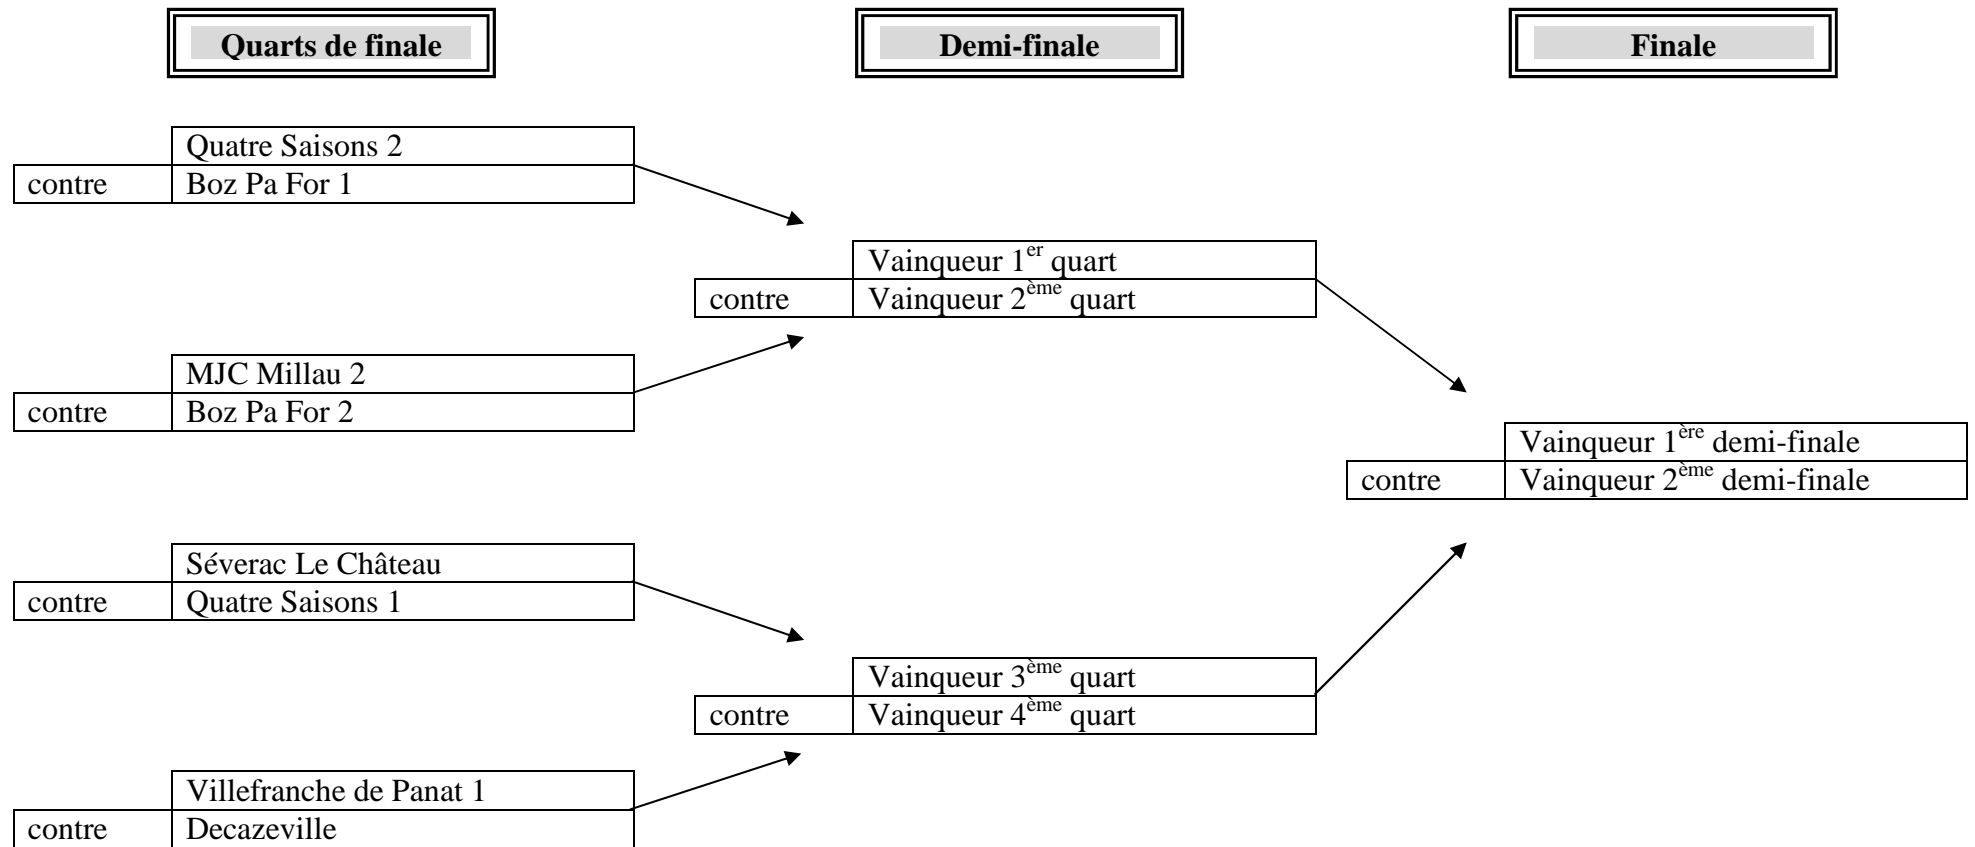 Quarts de finale
Demi-finale
Finale
Quatre Saisons 2
contre Boz Pa For 1
Vainqueur 1er quart
contre Vainqueur 2ème quart
MJC Millau 2
contre Boz Pa For 2
Vainqueur 1ère demi-finale
contre Vainqueur 2ème demi-finale
Séverac Le Château
contre Quatre Saisons 1
Vainqueur 3ème quart
contre Vainqueur 4ème quart
Villefranche de Panat 1
contre Decazeville